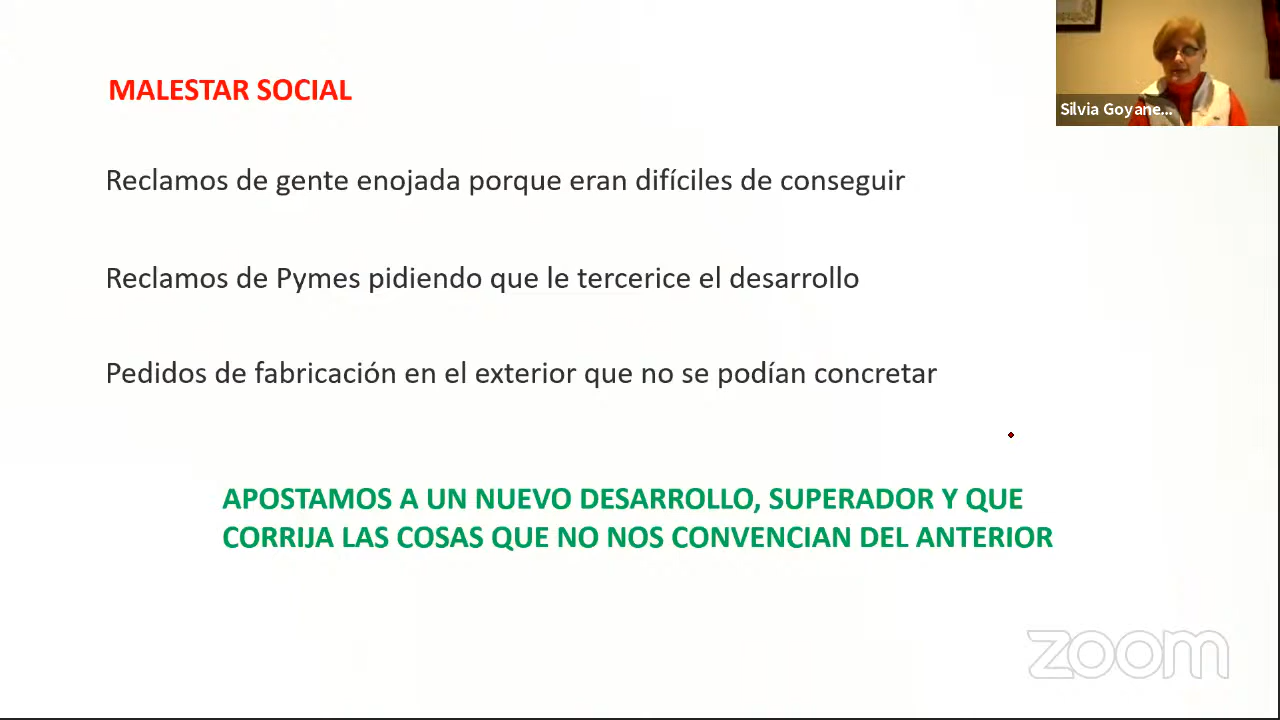 MALESTAR SOCIAL
Silvia Goyane...
Reclamos de gente enojada porque eran difíciles de conseguir
Reclamos de Pymes pidiendo que le tercerice el desarrollo
Pedidos de fabricación en el exterior que no se podían concretar
APOSTAMOS A UN NUEVO DESARROLLO, SUPERADOR Y QUE
CORRIJA LAS COSAS QUE NO NOS CONVENCIAN DEL ANTERIOR
zoom